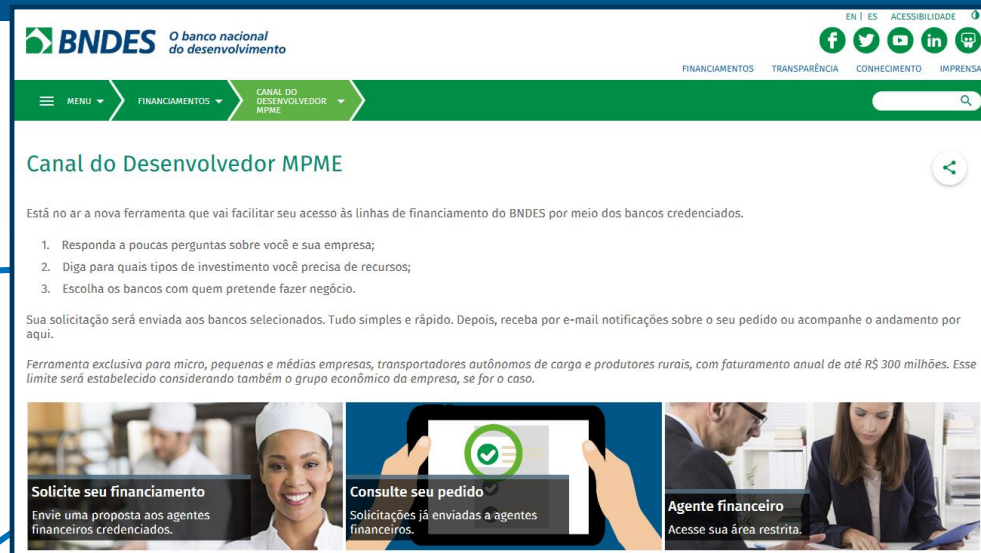 EN | ES ACESSIBILIDADE
BNDES O banco nacional
do desenvolvimento
FINANCIAMENTOS TRANSPARÊNCIA CONHECIMENTO IMPRENSA
MENU FINANCIAMENTOS CANAL DO
DESENVOLVEDOR
MPME
Canal do Desenvolvedor MPME
Está no ar a nova ferramenta que vai facilitar seu acesso às linhas de financiamento do BNDES por meio dos bancos credenciados.
1. Responda a poucas perguntas sobre você e sua empresa;
2. Diga para quais tipos de investimento você precisa de recursos;
3. Escolha os bancos com quem pretende fazer negócio.
Sua solicitação será enviada aos bancos selecionados. Tudo simples e rápido. Depois, receba por e-mail notificações sobre o seu pedido ou acompanhe o andamento por
aqui.
Ferramenta exclusiva para micro, pequenas e médias empresas, transportadores autônomos de carga e produtores rurais, com faturamento anual de até R$ 300 milhões. Esse
limite será estabelecido considerando também o grupo econômico da empresa, se for o caso.
Solicite seu financiamento
Envie uma proposta aos agentes
financeiros credenciados.
Consulte seu pedido
Solicitações já enviadas a agentes
financeiros.
Agente financeiro
Acesse sua área restrita.